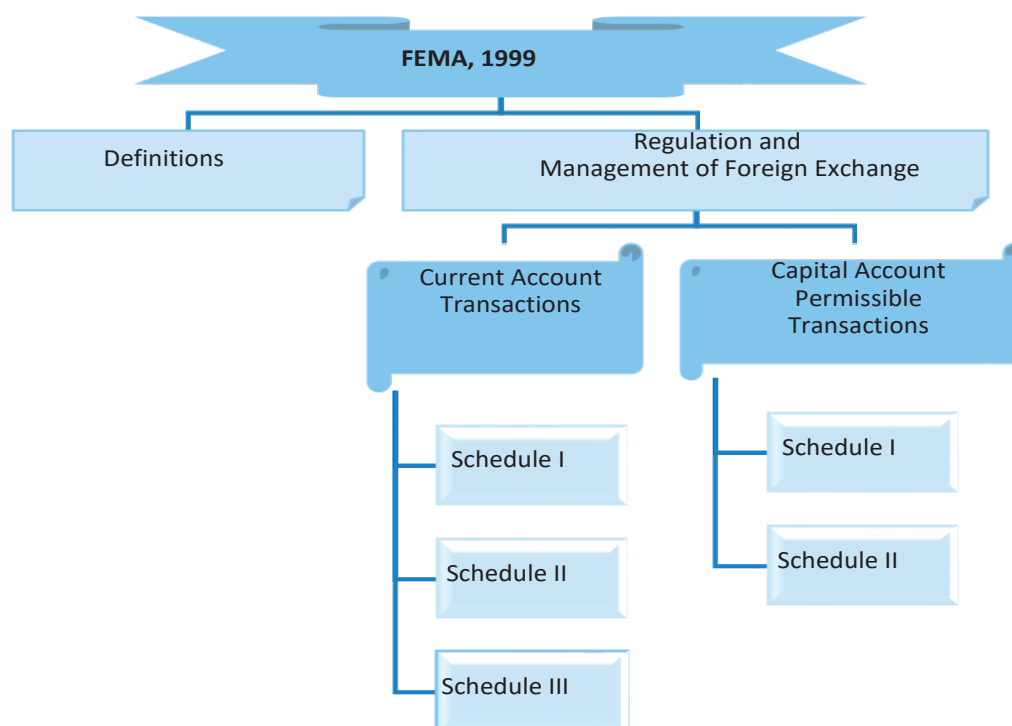 FEMA, 1999
Definitions
Regulation and
Management of Foreign Exchange
Current Account
Transactions
Capital Account
Permissible
Transactions
Schedule I
Schedule II
Schedule III
Schedule I
Schedule II